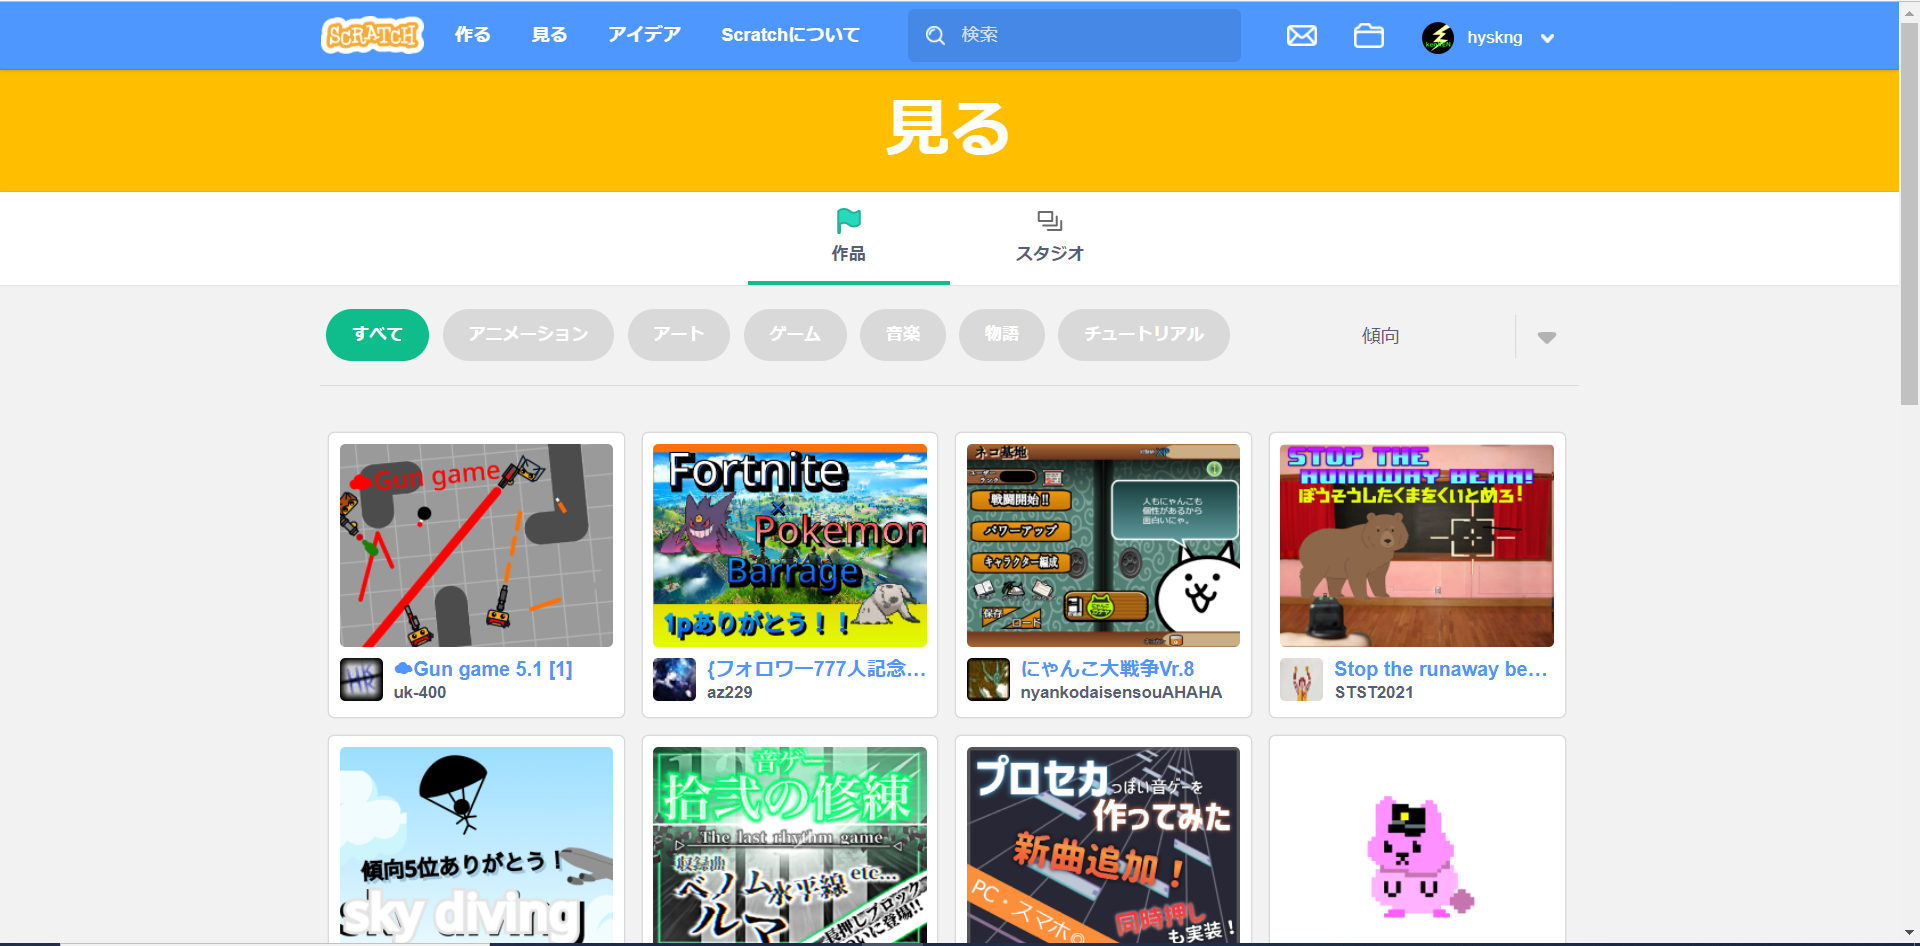 SCRATCH 作る 見る アイデア Scratchについて 検索 hyskng
見る
作品 スタジオ
すべて アニメーション アート ゲーム 音楽 物語 チュートリアル 傾向
Gun game
Fortnite
×
Pokemon
Barrage
1pありがとう！！
ネコ基地
戦闘開始!!
パワーアップ
キャラクター編成
保存
ロード
人もにゃんこも
個性があるから
面白いにゃ。
STOP THE
RUNAWAY BEAR!
ぼうそうしたくまをくいとめろ！
Gun game 5.1 [1]
uk-400
{フォロワー777人記念...
az229
にゃんこ大戦争Vr.8
nyankodaisensouAHAHA
Stop the runaway be...
STST2021
傾向5位ありがとう！
sky diving
音ゲー
拾弐の修練
The last rhythm game
収録曲
ベノム水平線 etc...
ルマ
長押しブロック
ついに登場!!
プロセカっぽい音ゲーを
作ってみた
新曲追加！
PC・スマホ
同時押し
も実装！